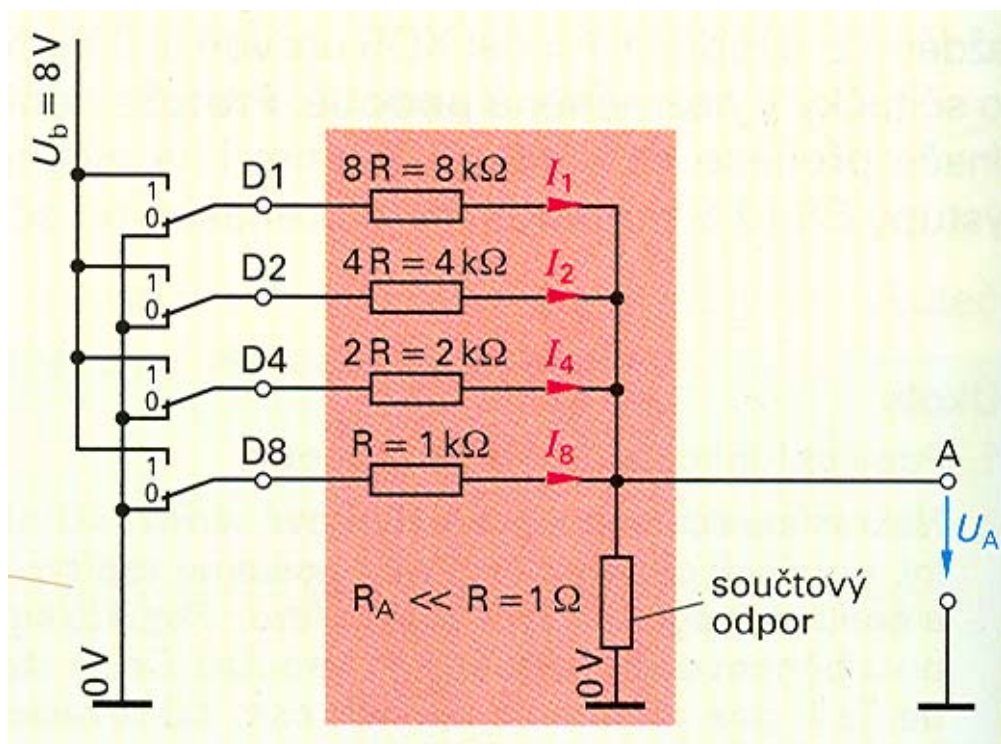 U_b = 8 V
1
0
D1
8 R = 8 kΩ
I_1
1
0
D2
4 R = 4 kΩ
I_2
1
0
D4
2 R = 2 kΩ
I_4
1
0
D8
R = 1 kΩ
I_8
A
U_A
R_A << R = 1 Ω
součtový
odpor
0 V
0 V